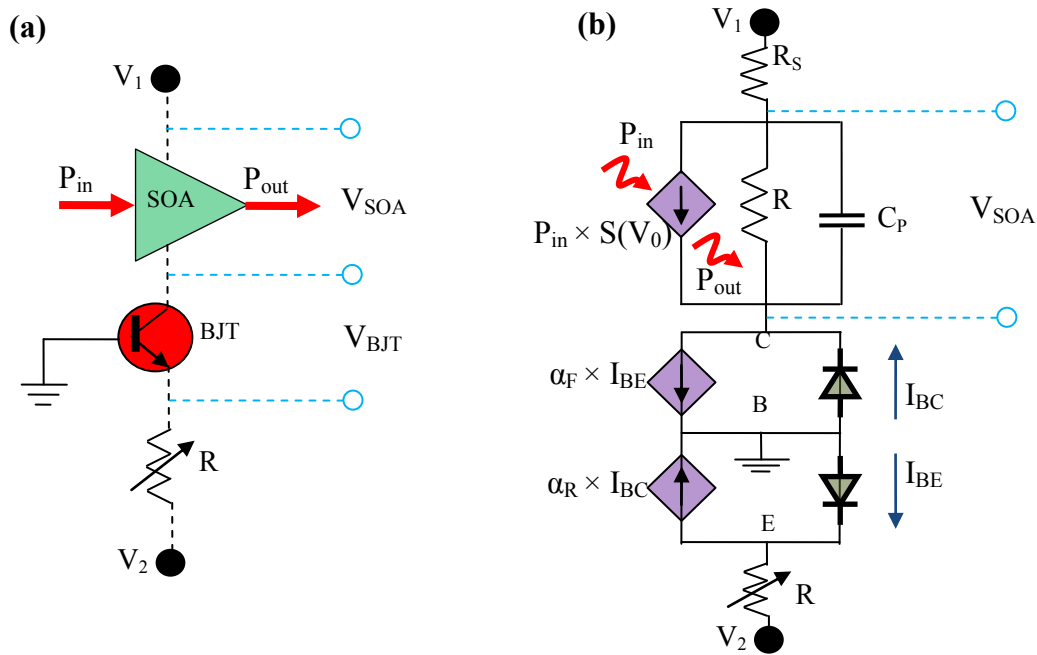 (a)
V1
Pin
SOA
Pout
VSOA
BJT
VBJT
R
V2
(b)
V1
RS
Pin
R
CP
VSOA
Pin × S(V0)
Pout
C
αF × IBE
IBC
B
αR × IBC
IBE
E
R
V2